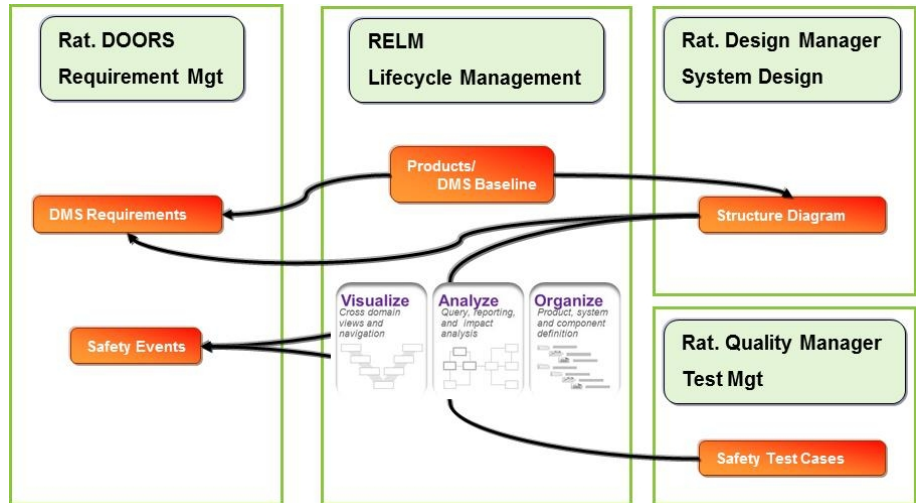 Rat. DOORS
Requirement Mgt
RELM
Lifecycle Management
Rat. Design Manager
System Design
Products/
DMS Baseline
DMS Requirements
Structure Diagram
Visualize
Cross domain
views and
navigation
Analyze
Query, reporting,
and impact
analysis
Organize
Product, system
and component
definition
Safety Events
Rat. Quality Manager
Test Mgt
Safety Test Cases